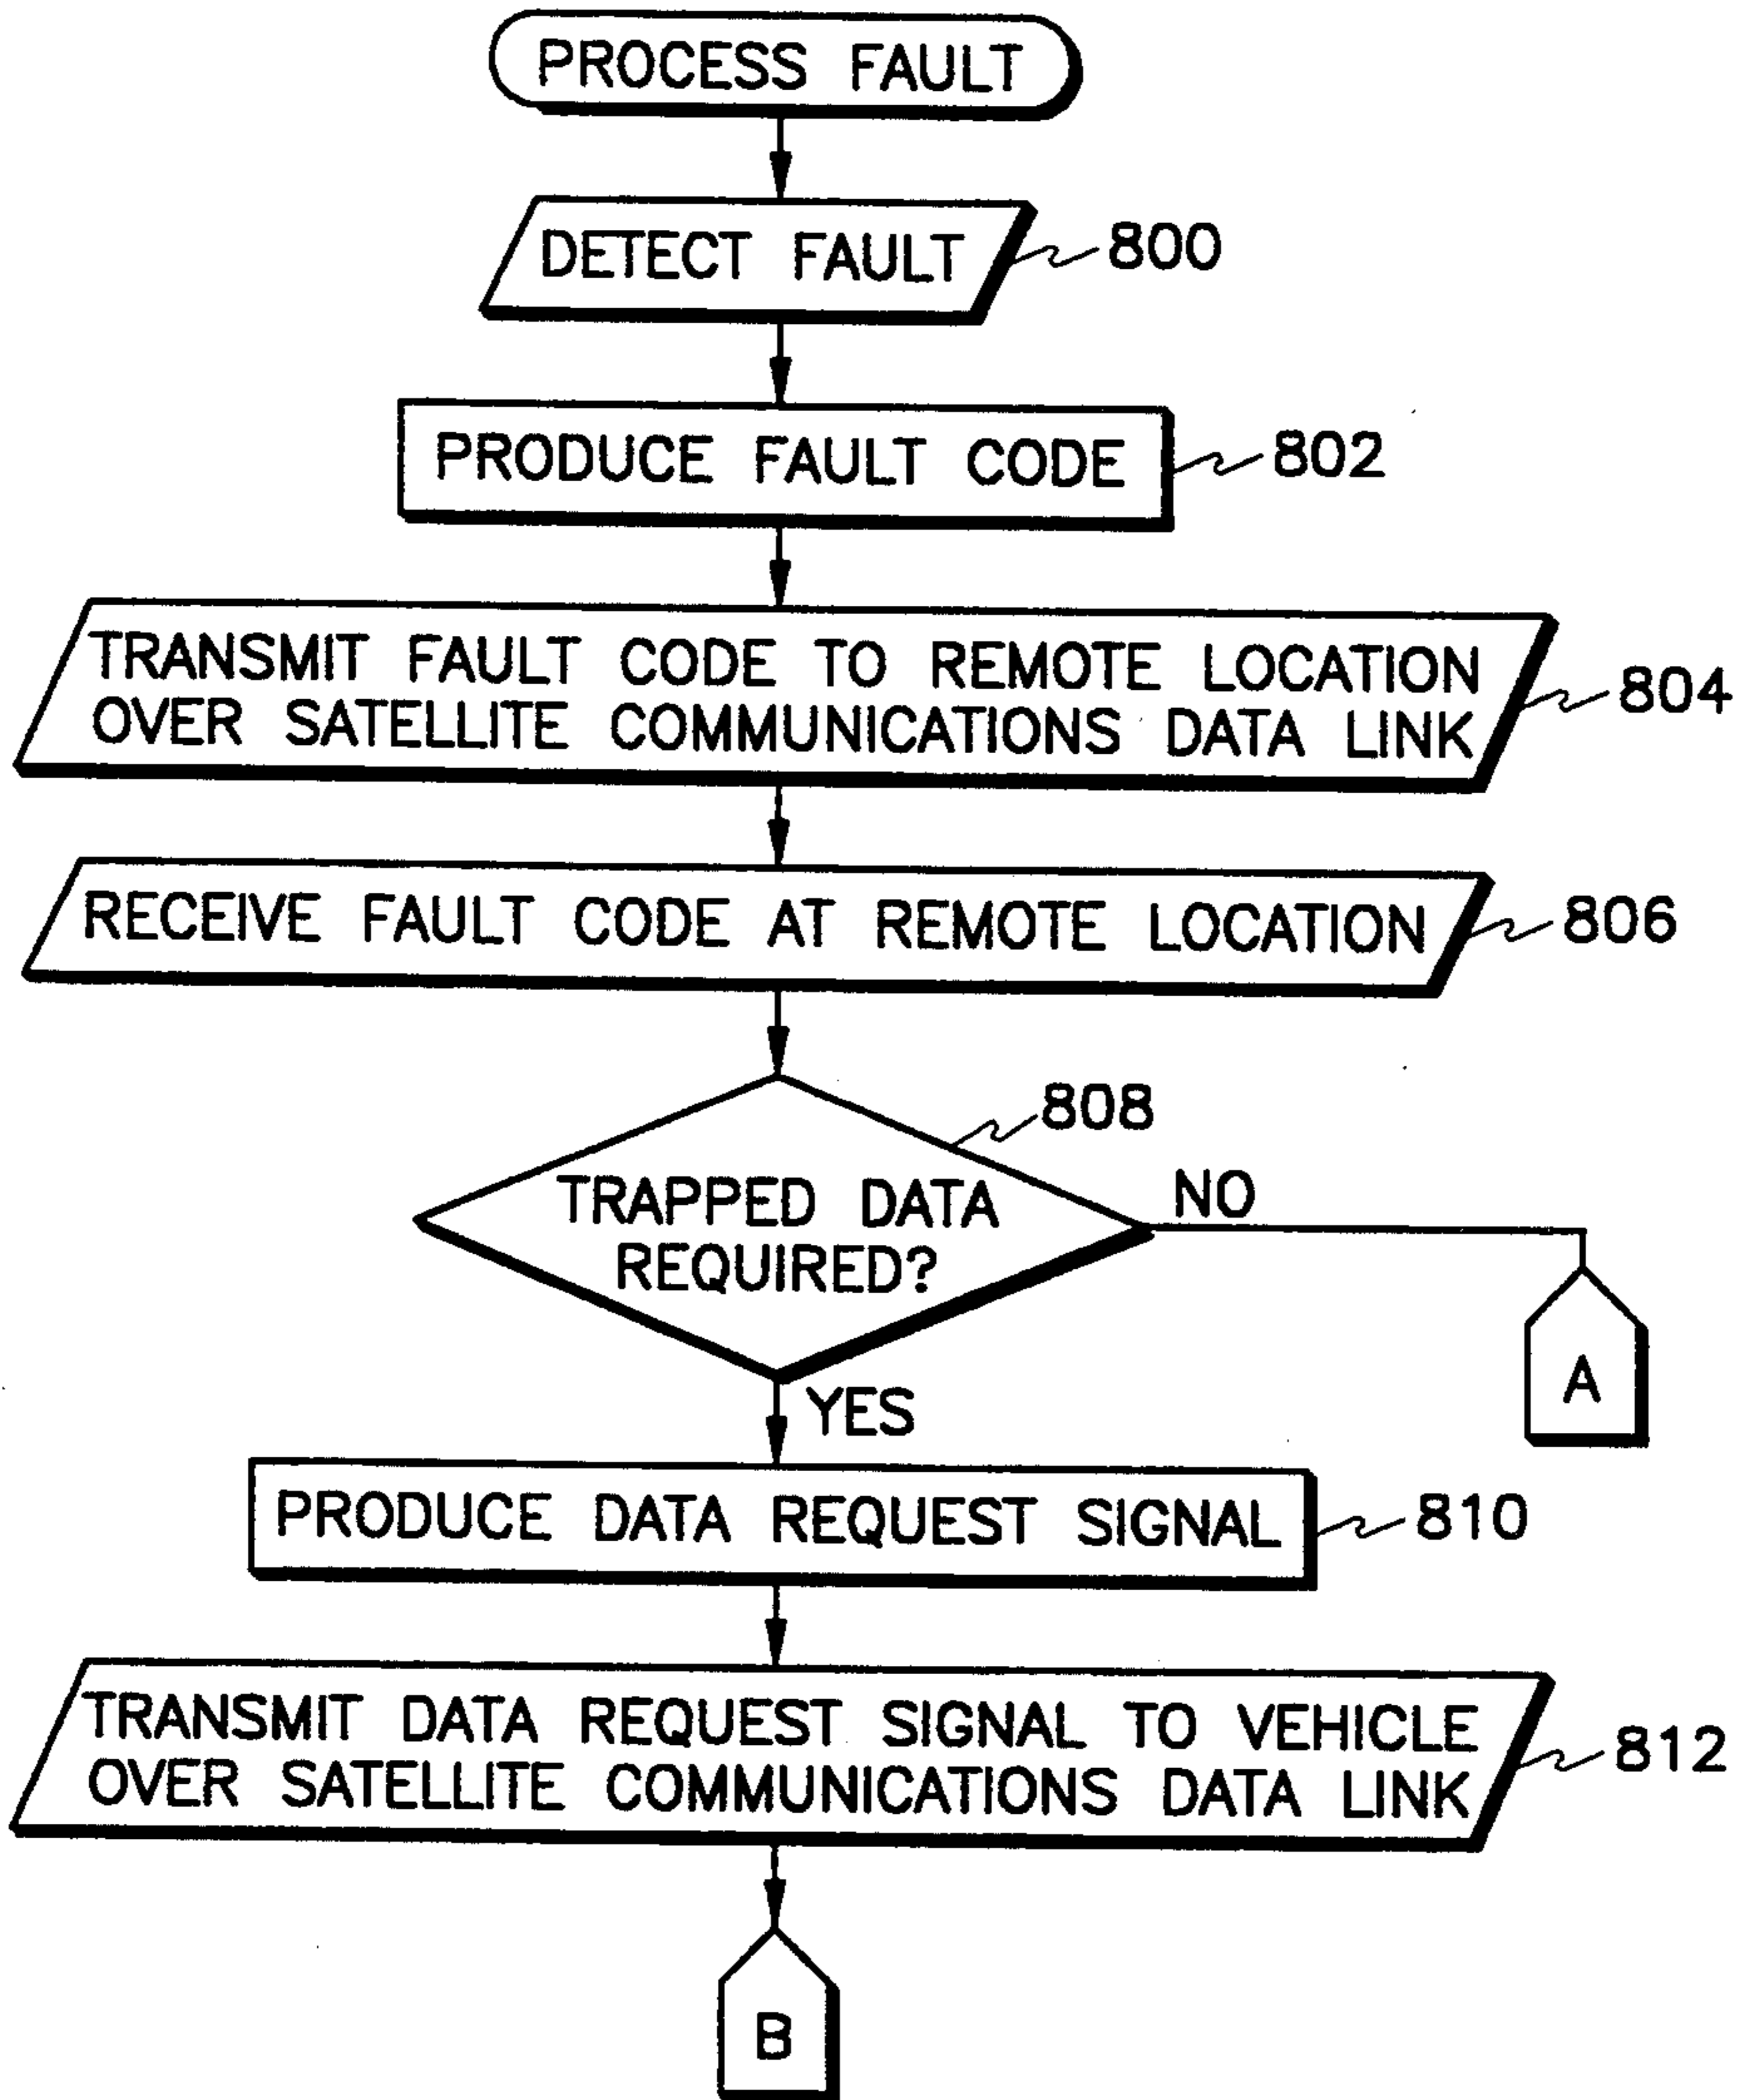 PROCESS FAULT
DETECT FAULT
800
PRODUCE FAULT CODE
802
TRANSMIT FAULT CODE TO REMOTE LOCATION
OVER SATELLITE COMMUNICATIONS DATA LINK
804
RECEIVE FAULT CODE AT REMOTE LOCATION
806
808
TRAPPED DATA
REQUIRED?
NO
A
YES
PRODUCE DATA REQUEST SIGNAL
810
TRANSMIT DATA REQUEST SIGNAL TO VEHICLE
OVER SATELLITE COMMUNICATIONS DATA LINK
812
B